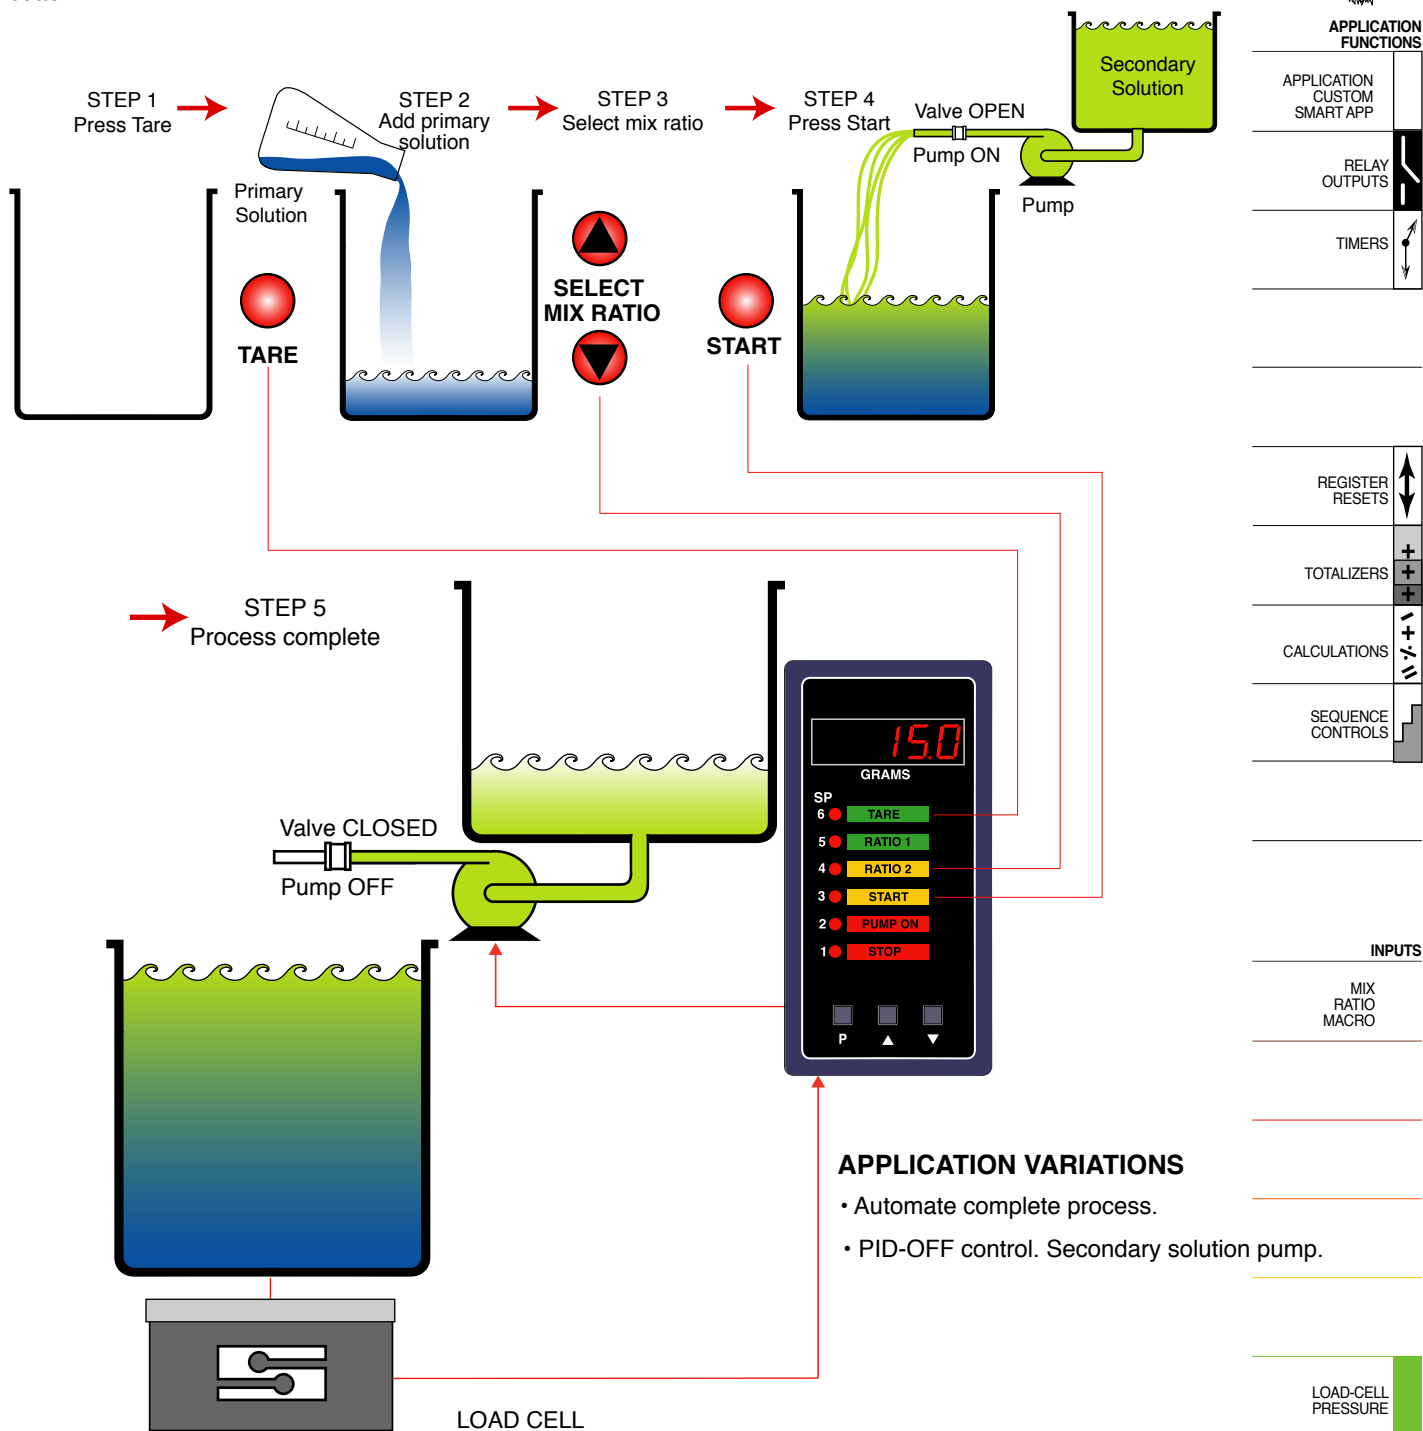 STEP 1
Press Tare
STEP 2
Add primary
solution
STEP 3
Select mix ratio
STEP 4
Press Start
Valve OPEN
Pump ON
Pump
Secondary
Solution
Primary
Solution
TARE
SELECT
MIX RATIO
START
STEP 5
Process complete
Valve CLOSED
Pump OFF
15.0
GRAMS
SP
6 TARE
5 RATIO 1
4 RATIO 2
3 START
2 PUMP ON
1 STOP
P
LOAD CELL
APPLICATION VARIATIONS
• Automate complete process.
• PID-OFF control. Secondary solution pump.
APPLICATION
FUNCTIONS
APPLICATION
CUSTOM
SMART APP
RELAY
OUTPUTS
TIMERS
REGISTER
RESETS
TOTALIZERS
CALCULATIONS
SEQUENCE
CONTROLS
INPUTS
MIX
RATIO
MACRO
LOAD-CELL
PRESSURE